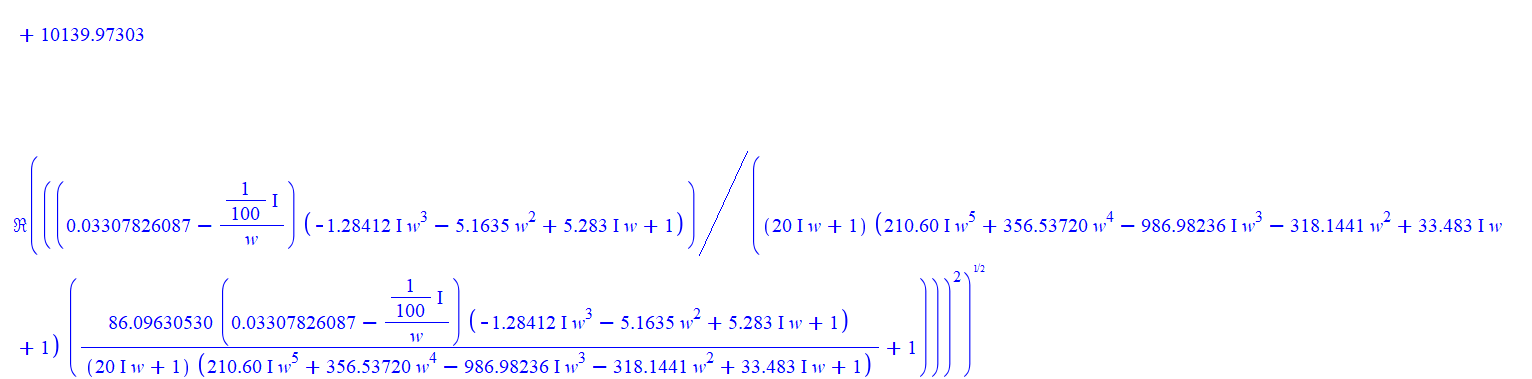 + 10139.97303
ℜ((((0.03307826087 − (1/100 I)/w) (-1.28412 I w^3 − 5.1635 w^2 + 5.283 I w + 1)) / ((20 I w + 1) (210.60 I w^5 + 356.53720 w^4 − 986.98236 I w^3 − 318.1441 w^2 + 33.483 I w
+ 1) ((86.09630530 (0.03307826087 − (1/100 I)/w) (-1.28412 I w^3 − 5.1635 w^2 + 5.283 I w + 1))/((20 I w + 1) (210.60 I w^5 + 356.53720 w^4 − 986.98236 I w^3 − 318.1441 w^2 + 33.483 I w + 1)) + 1)))^2)^1/2